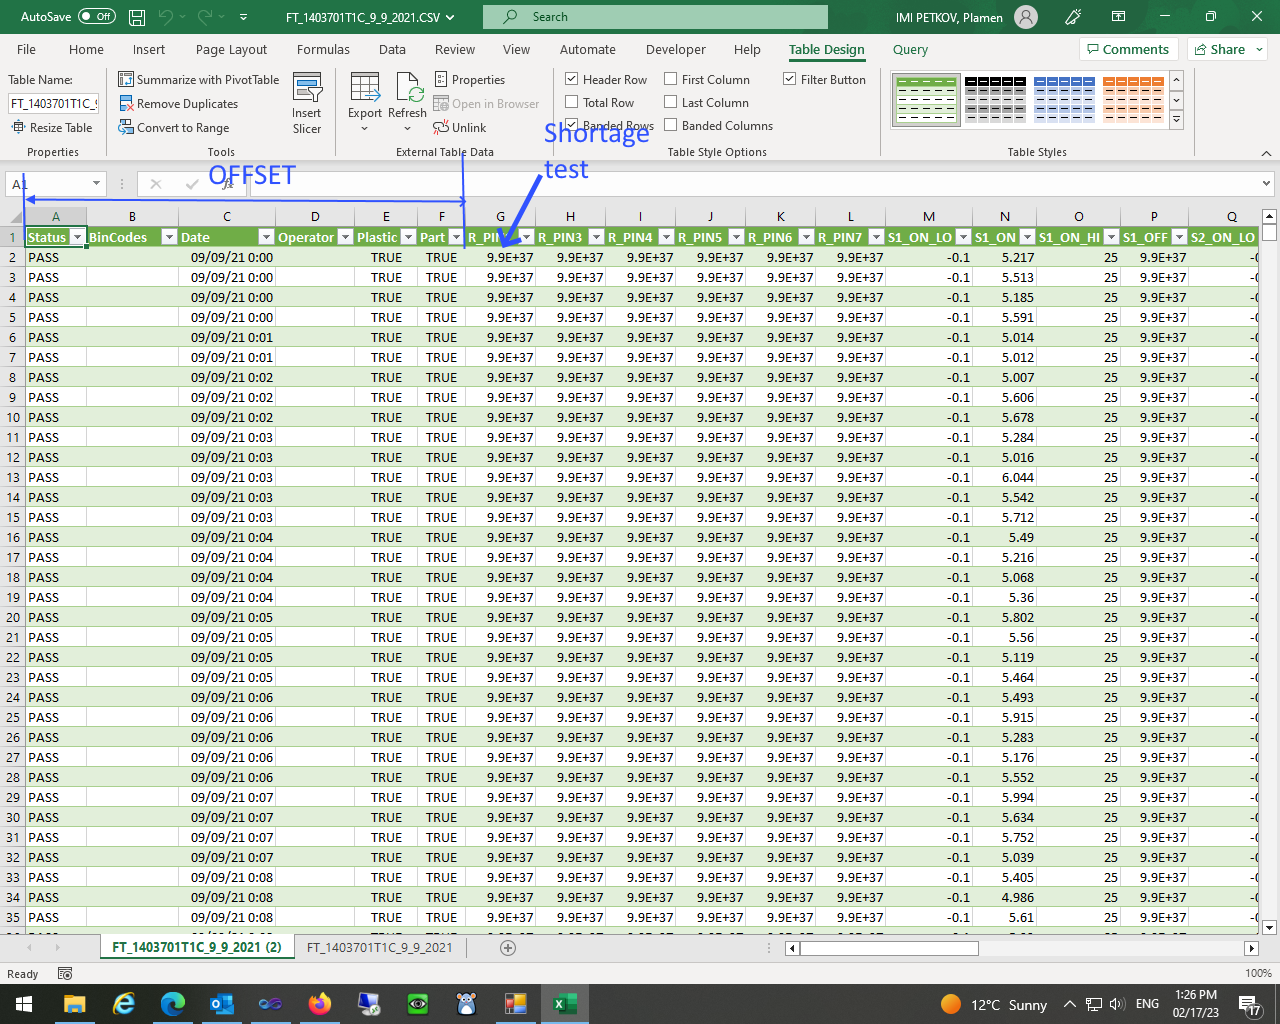 AutoSave Off FT_1403701T1C_9_9_2021.CSV Search IMI PETKOV, Plamen
File Home Insert Page Layout Formulas Data Review View Automate Developer Help Table Design Query Comments Share
Table Name: Summarize with PivotTable Properties Header Row First Column Filter Button
FT_1403701T1C_9 Remove Duplicates Insert Slicer Export Refresh Open in Browser Total Row Last Column
Resize Table Convert to Range Unlink Banded Rows Banded Columns
Properties Tools External Table Data Table Style Options Table Styles
Shortage
test
OFFSET
A1 fx
A B C D E F G H I J K L M N O P Q
1 Status BinCodes Date Operator Plastic Part R_PIN R_PIN3 R_PIN4 R_PIN5 R_PIN6 R_PIN7 S1_ON_LO S1_ON S1_ON_HI S1_OFF S2_ON_LO
2 PASS 09/09/21 0:00 TRUE TRUE 9.9E+37 9.9E+37 9.9E+37 9.9E+37 9.9E+37 9.9E+37 -0.1 5.217 25 9.9E+37
3 PASS 09/09/21 0:00 TRUE TRUE 9.9E+37 9.9E+37 9.9E+37 9.9E+37 9.9E+37 9.9E+37 -0.1 5.513 25 9.9E+37
4 PASS 09/09/21 0:00 TRUE TRUE 9.9E+37 9.9E+37 9.9E+37 9.9E+37 9.9E+37 9.9E+37 -0.1 5.185 25 9.9E+37
5 PASS 09/09/21 0:00 TRUE TRUE 9.9E+37 9.9E+37 9.9E+37 9.9E+37 9.9E+37 9.9E+37 -0.1 5.591 25 9.9E+37
6 PASS 09/09/21 0:01 TRUE TRUE 9.9E+37 9.9E+37 9.9E+37 9.9E+37 9.9E+37 9.9E+37 -0.1 5.014 25 9.9E+37
7 PASS 09/09/21 0:01 TRUE TRUE 9.9E+37 9.9E+37 9.9E+37 9.9E+37 9.9E+37 9.9E+37 -0.1 5.012 25 9.9E+37
8 PASS 09/09/21 0:02 TRUE TRUE 9.9E+37 9.9E+37 9.9E+37 9.9E+37 9.9E+37 9.9E+37 -0.1 5.007 25 9.9E+37
9 PASS 09/09/21 0:02 TRUE TRUE 9.9E+37 9.9E+37 9.9E+37 9.9E+37 9.9E+37 9.9E+37 -0.1 5.606 25 9.9E+37
10 PASS 09/09/21 0:02 TRUE TRUE 9.9E+37 9.9E+37 9.9E+37 9.9E+37 9.9E+37 9.9E+37 -0.1 5.678 25 9.9E+37
11 PASS 09/09/21 0:03 TRUE TRUE 9.9E+37 9.9E+37 9.9E+37 9.9E+37 9.9E+37 9.9E+37 -0.1 5.284 25 9.9E+37
12 PASS 09/09/21 0:03 TRUE TRUE 9.9E+37 9.9E+37 9.9E+37 9.9E+37 9.9E+37 9.9E+37 -0.1 5.016 25 9.9E+37
13 PASS 09/09/21 0:03 TRUE TRUE 9.9E+37 9.9E+37 9.9E+37 9.9E+37 9.9E+37 9.9E+37 -0.1 6.044 25 9.9E+37
14 PASS 09/09/21 0:03 TRUE TRUE 9.9E+37 9.9E+37 9.9E+37 9.9E+37 9.9E+37 9.9E+37 -0.1 5.542 25 9.9E+37
15 PASS 09/09/21 0:03 TRUE TRUE 9.9E+37 9.9E+37 9.9E+37 9.9E+37 9.9E+37 9.9E+37 -0.1 5.712 25 9.9E+37
16 PASS 09/09/21 0:04 TRUE TRUE 9.9E+37 9.9E+37 9.9E+37 9.9E+37 9.9E+37 9.9E+37 -0.1 5.49 25 9.9E+37
17 PASS 09/09/21 0:04 TRUE TRUE 9.9E+37 9.9E+37 9.9E+37 9.9E+37 9.9E+37 9.9E+37 -0.1 5.216 25 9.9E+37
18 PASS 09/09/21 0:04 TRUE TRUE 9.9E+37 9.9E+37 9.9E+37 9.9E+37 9.9E+37 9.9E+37 -0.1 5.068 25 9.9E+37
19 PASS 09/09/21 0:04 TRUE TRUE 9.9E+37 9.9E+37 9.9E+37 9.9E+37 9.9E+37 9.9E+37 -0.1 5.36 25 9.9E+37
20 PASS 09/09/21 0:05 TRUE TRUE 9.9E+37 9.9E+37 9.9E+37 9.9E+37 9.9E+37 9.9E+37 -0.1 5.802 25 9.9E+37
21 PASS 09/09/21 0:05 TRUE TRUE 9.9E+37 9.9E+37 9.9E+37 9.9E+37 9.9E+37 9.9E+37 -0.1 5.56 25 9.9E+37
22 PASS 09/09/21 0:05 TRUE TRUE 9.9E+37 9.9E+37 9.9E+37 9.9E+37 9.9E+37 9.9E+37 -0.1 5.119 25 9.9E+37
23 PASS 09/09/21 0:05 TRUE TRUE 9.9E+37 9.9E+37 9.9E+37 9.9E+37 9.9E+37 9.9E+37 -0.1 5.464 25 9.9E+37
24 PASS 09/09/21 0:06 TRUE TRUE 9.9E+37 9.9E+37 9.9E+37 9.9E+37 9.9E+37 9.9E+37 -0.1 5.493 25 9.9E+37
25 PASS 09/09/21 0:06 TRUE TRUE 9.9E+37 9.9E+37 9.9E+37 9.9E+37 9.9E+37 9.9E+37 -0.1 5.915 25 9.9E+37
26 PASS 09/09/21 0:06 TRUE TRUE 9.9E+37 9.9E+37 9.9E+37 9.9E+37 9.9E+37 9.9E+37 -0.1 5.283 25 9.9E+37
27 PASS 09/09/21 0:06 TRUE TRUE 9.9E+37 9.9E+37 9.9E+37 9.9E+37 9.9E+37 9.9E+37 -0.1 5.176 25 9.9E+37
28 PASS 09/09/21 0:06 TRUE TRUE 9.9E+37 9.9E+37 9.9E+37 9.9E+37 9.9E+37 9.9E+37 -0.1 5.552 25 9.9E+37
29 PASS 09/09/21 0:07 TRUE TRUE 9.9E+37 9.9E+37 9.9E+37 9.9E+37 9.9E+37 9.9E+37 -0.1 5.994 25 9.9E+37
30 PASS 09/09/21 0:07 TRUE TRUE 9.9E+37 9.9E+37 9.9E+37 9.9E+37 9.9E+37 9.9E+37 -0.1 5.634 25 9.9E+37
31 PASS 09/09/21 0:07 TRUE TRUE 9.9E+37 9.9E+37 9.9E+37 9.9E+37 9.9E+37 9.9E+37 -0.1 5.752 25 9.9E+37
32 PASS 09/09/21 0:07 TRUE TRUE 9.9E+37 9.9E+37 9.9E+37 9.9E+37 9.9E+37 9.9E+37 -0.1 5.039 25 9.9E+37
33 PASS 09/09/21 0:08 TRUE TRUE 9.9E+37 9.9E+37 9.9E+37 9.9E+37 9.9E+37 9.9E+37 -0.1 5.405 25 9.9E+37
34 PASS 09/09/21 0:08 TRUE TRUE 9.9E+37 9.9E+37 9.9E+37 9.9E+37 9.9E+37 9.9E+37 -0.1 4.986 25 9.9E+37
35 PASS 09/09/21 0:08 TRUE TRUE 9.9E+37 9.9E+37 9.9E+37 9.9E+37 9.9E+37 9.9E+37 -0.1 5.61 25 9.9E+37
FT_1403701T1C_9_9_2021 (2) FT_1403701T1C_9_9_2021
Ready 100%
12°C Sunny ENG 1:26 PM
02/17/23 17